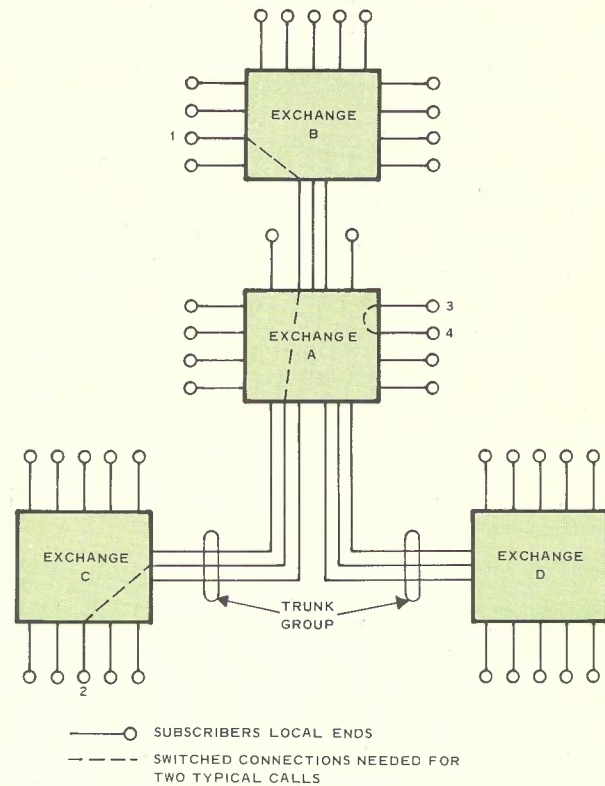 EXCHANGE
B
1
EXCHANGE
A
3
4
EXCHANGE
C
EXCHANGE
D
TRUNK
GROUP
2
SUBSCRIBERS LOCAL ENDS
SWITCHED CONNECTIONS NEEDED FOR
TWO TYPICAL CALLS